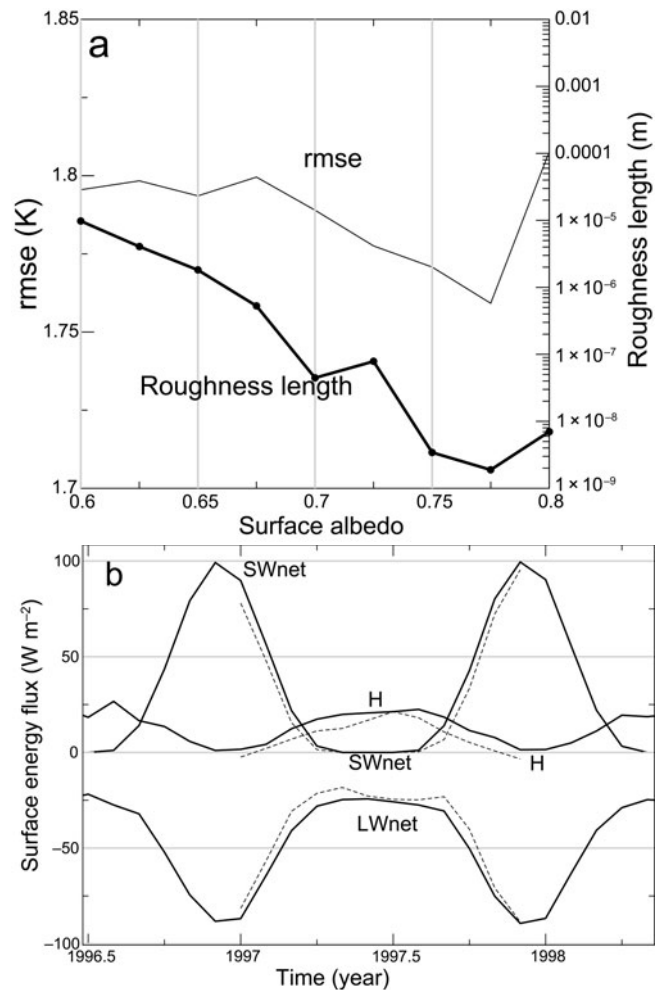 a
1.85
1.8
1.75
1.7
rmse (K)
rmse
Roughness length
0.01
0.001
0.0001
1 × 10⁻⁵
1 × 10⁻⁶
1 × 10⁻⁷
1 × 10⁻⁸
1 × 10⁻⁹
Roughness length (m)
0.6 0.65 0.7 0.75 0.8
Surface albedo
b
100
50
0
−50
−100
Surface energy flux (W m⁻²)
SWnet
H
SWnet
H
LWnet
1996.5 1997 1997.5 1998
Time (year)